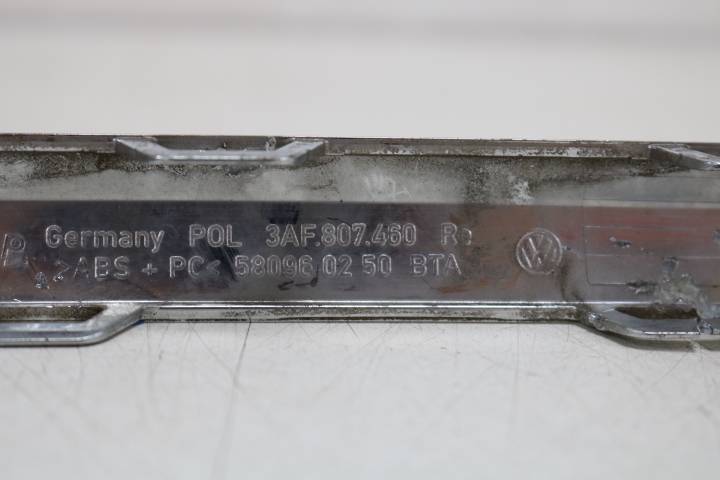 Germany POL 3AF.807.460 Re
>ABS + PC< 58096 02 50 BTA